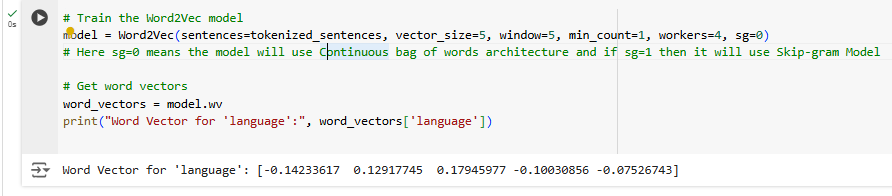 0s
# Train the Word2Vec model
model = Word2Vec(sentences=tokenized_sentences, vector_size=5, window=5, min_count=1, workers=4, sg=0)
# Here sg=0 means the model will use Continuous bag of words architecture and if sg=1 then it will use Skip-gram Model
# Get word vectors
word_vectors = model.wv
print("Word Vector for 'language':", word_vectors['language'])
Word Vector for 'language': [-0.14233617  0.12917745  0.17945977 -0.10030856 -0.07526743]